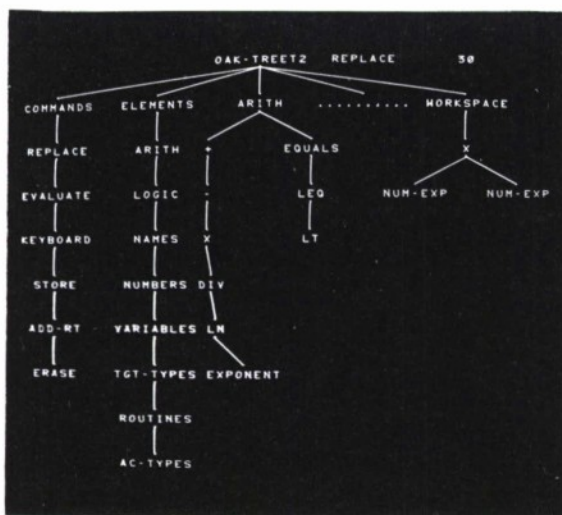 OAK-TREET2 REPLACE 30
COMMANDS ELEMENTS ARITH .......... WORKSPACE
REPLACE ARITH + EQUALS X
EVALUATE LOGIC - LEQ NUM-EXP NUM-EXP
KEYBOARD NAMES X LT
STORE NUMBERS DIV
ADD-RT VARIABLES LN
ERASE TGT-TYPES EXPONENT
ROUTINES
AC-TYPES